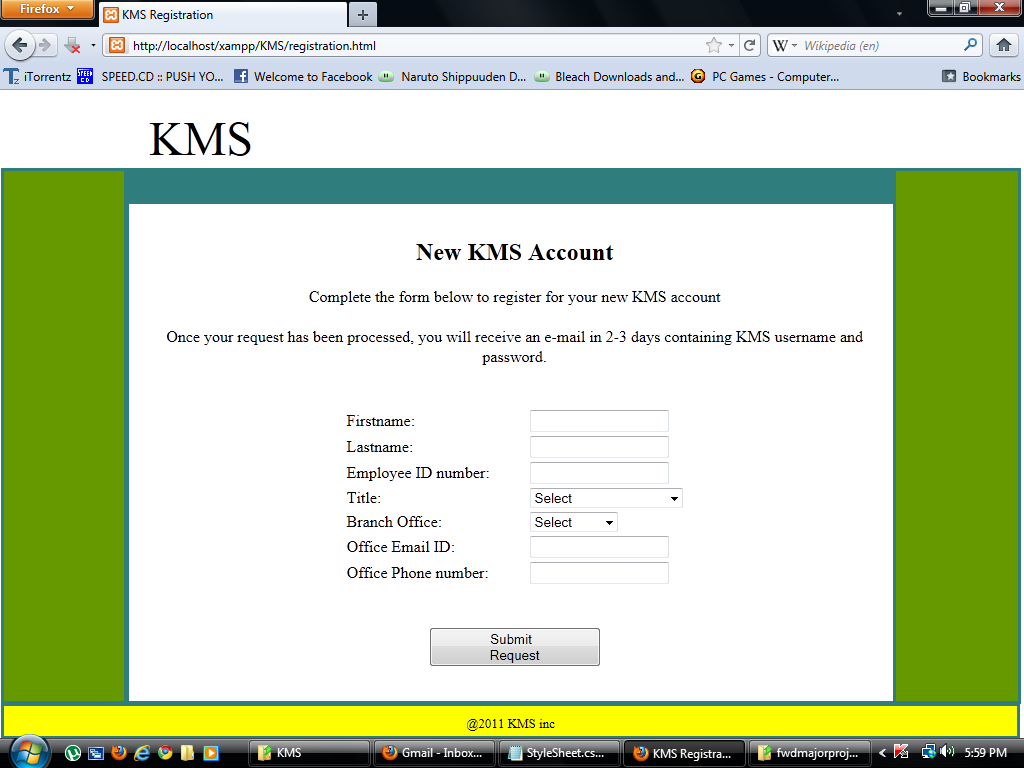 Firefox
KMS Registration
http://localhost/xampp/KMS/registration.html
W
Wikipedia (en)
iTorrentz
SPEED CD
SPEED.CD :: PUSH YO...
Welcome to Facebook
Naruto Shippuuden D...
Bleach Downloads and...
PC Games - Computer...
Bookmarks
KMS
New KMS Account
Complete the form below to register for your new KMS account
Once your request has been processed, you will receive an e-mail in 2-3 days containing KMS username and
password.
Firstname:
Lastname:
Employee ID number:
Title:
Select
Branch Office:
Select
Office Email ID:
Office Phone number:
Submit
Request
@2011 KMS inc
KMS
Gmail - Inbox...
StyleSheet.cs...
KMS Registra...
fwdmajorproj...
5:59 PM